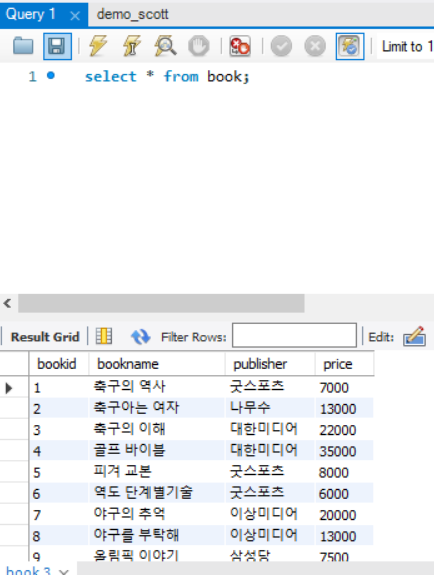 Query 1 demo_scott
Limit to 1
1 select * from book;
Result Grid Filter Rows: Edit:
bookid bookname publisher price
1 축구의 역사 굿스포츠 7000
2 축구아는 여자 나무수 13000
3 축구의 이해 대한미디어 22000
4 골프 바이블 대한미디어 35000
5 피겨 교본 굿스포츠 8000
6 역도 단계별기술 굿스포츠 6000
7 야구의 추억 이상미디어 20000
8 야구를 부탁해 이상미디어 13000
9 올림픽 이야기 삼성당 7500
book 3